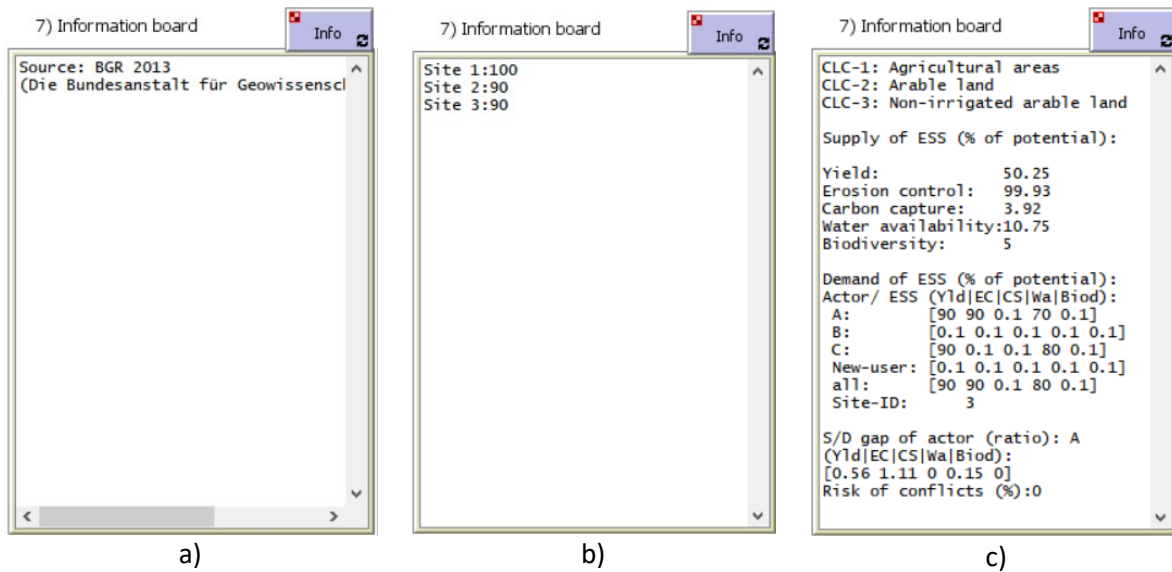 7) Information board
Info
Source: BGR 2013
(Die Bundesanstalt für Geowissensch
a)
7) Information board
Info
Site 1:100
Site 2:90
Site 3:90
b)
7) Information board
Info
CLC-1: Agricultural areas
CLC-2: Arable land
CLC-3: Non-irrigated arable land
Supply of ESS (% of potential):
Yield: 50.25
Erosion control: 99.93
Carbon capture: 3.92
Water availability:10.75
Biodiversity: 5
Demand of ESS (% of potential):
Actor/ ESS (Yld|EC|CS|Wa|Biod):
A: [90 90 0.1 70 0.1]
B: [0.1 0.1 0.1 0.1 0.1]
C: [90 0.1 0.1 80 0.1]
New-user: [0.1 0.1 0.1 0.1 0.1]
all: [90 90 0.1 80 0.1]
Site-ID: 3
S/D gap of actor (ratio): A
(Yld|EC|CS|Wa|Biod):
[0.56 1.11 0 0.15 0]
Risk of conflicts (%):0
c)